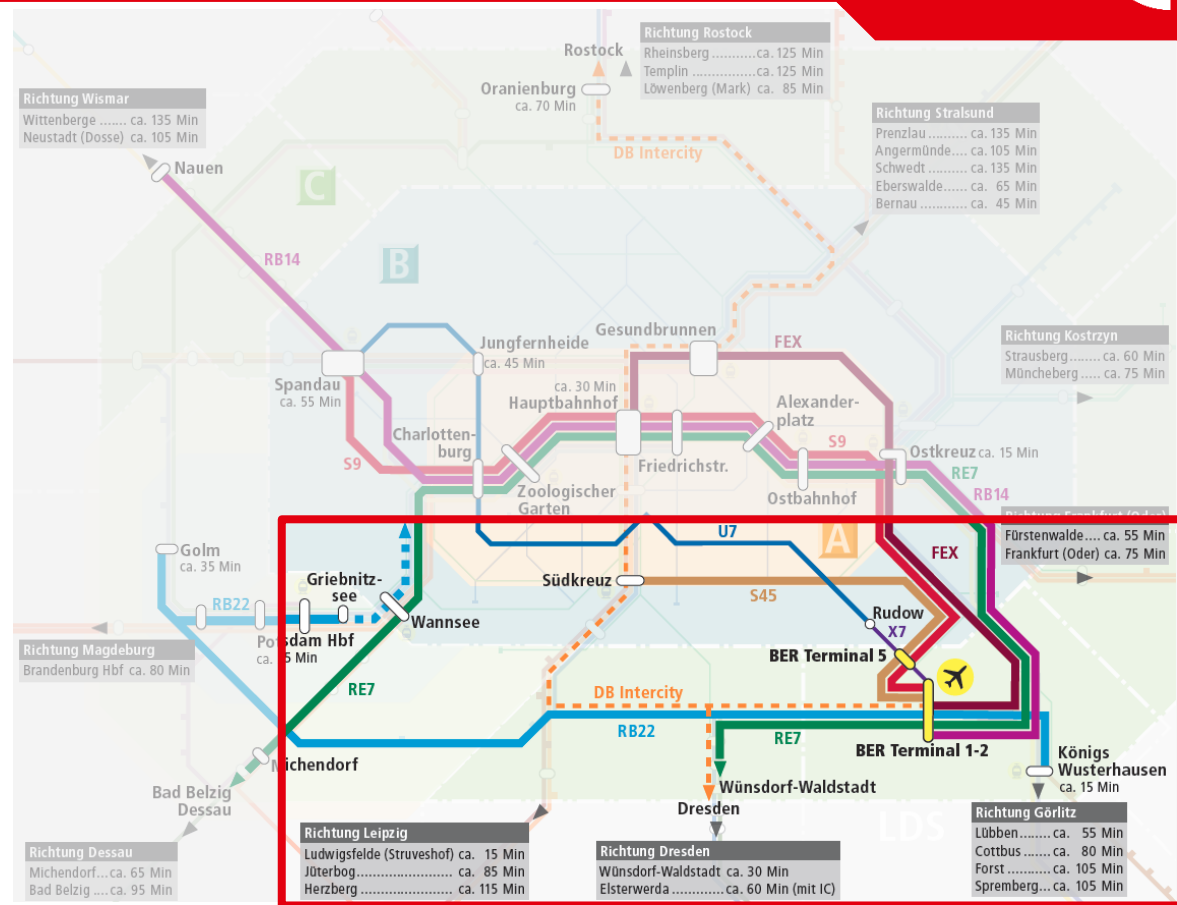 Richtung Rostock
Rheinsberg ............ca. 125 Min
Templin ................ca. 125 Min
Löwenberg (Mark) ca. 85 Min
Rostock
Oranienburg
ca. 70 Min
Richtung Wismar
Wittenberge ....... ca. 135 Min
Neustadt (Dosse) ca. 105 Min
Richtung Stralsund
Prenzlau .......... ca. 135 Min
Angermünde.... ca. 105 Min
Schwedt .......... ca. 135 Min
Eberswalde...... ca. 65 Min
Bernau ............ ca. 45 Min
DB Intercity
Nauen
C
B
RB14
Gesundbrunnen
FEX
Jungfernheide
ca. 45 Min
Richtung Kostrzyn
Strausberg....... ca. 60 Min
Müncheberg ..... ca. 75 Min
Spandau
ca. 55 Min
ca. 30 Min
Hauptbahnhof
Alexander-
platz
Charlotten-
burg
S9
S9
Friedrichstr.
Ostkreuz ca. 15 Min
RE7
RB14
Zoologischer
Garten
Ostbahnhof
Richtung Frankfurt (Oder)
Fürstenwalde.... ca. 55 Min
Frankfurt (Oder) ca. 75 Min
U7
A
FEX
Golm
ca. 35 Min
Griebnitz-
see
Südkreuz
S45
RB22
Wannsee
Rudow
X7
Potsdam Hbf
ca. 5 Min
Richtung Magdeburg
Brandenburg Hbf ca. 80 Min
BER Terminal 5
RE7
DB Intercity
RB22
RE7
BER Terminal 1-2
Michendorf
Königs
Wusterhausen
ca. 15 Min
Bad Belzig
Dessau
Wünsdorf-Waldstadt
Dresden
LDS
Richtung Görlitz
Lübben........ ca. 55 Min
Cottbus ....... ca. 80 Min
Forst ........... ca. 105 Min
Spremberg... ca. 105 Min
Richtung Leipzig
Ludwigsfelde (Struveshof) ca. 15 Min
Jüterbog...................... ca. 85 Min
Herzberg ..................... ca. 115 Min
Richtung Dresden
Wünsdorf-Waldstadt ca. 30 Min
Elsterwerda ............ca. 60 Min (mit IC)
Richtung Dessau
Michendorf...ca. 65 Min
Bad Belzig ....ca. 95 Min